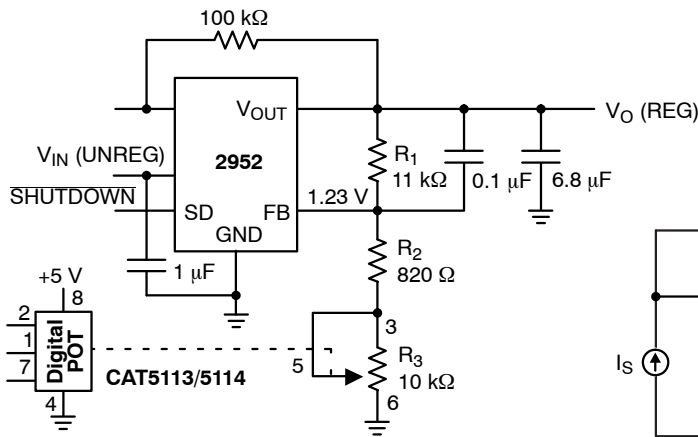 100 kΩ
VOUT
VO (REG)
VIN (UNREG)
2952
R1
11 kΩ
0.1 μF
6.8 μF
SHUTDOWN
1.23 V
SD
FB
GND
R2
820 Ω
1 μF
+5 V
8
2
1
7
4
Digital
POT
CAT5113/5114
3
5
R3
10 kΩ
6
IS